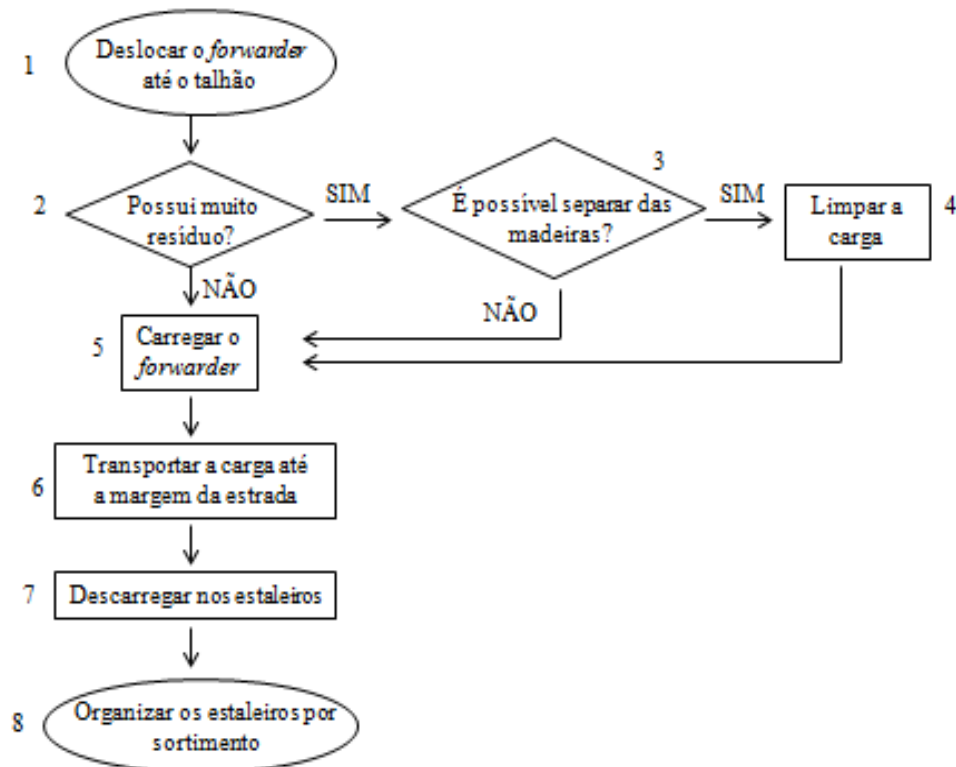 1
Deslocar o forwarder
até o talhão
2
Possui muito
resíduo?
SIM
3
É possível separar das
madeiras?
SIM
4
Limpar a
carga
NÃO
NÃO
5
Carregar o
forwarder
6
Transportar a carga até
a margem da estrada
7
Descarregar nos estaleiros
8
Organizar os estaleiros por
sortimento